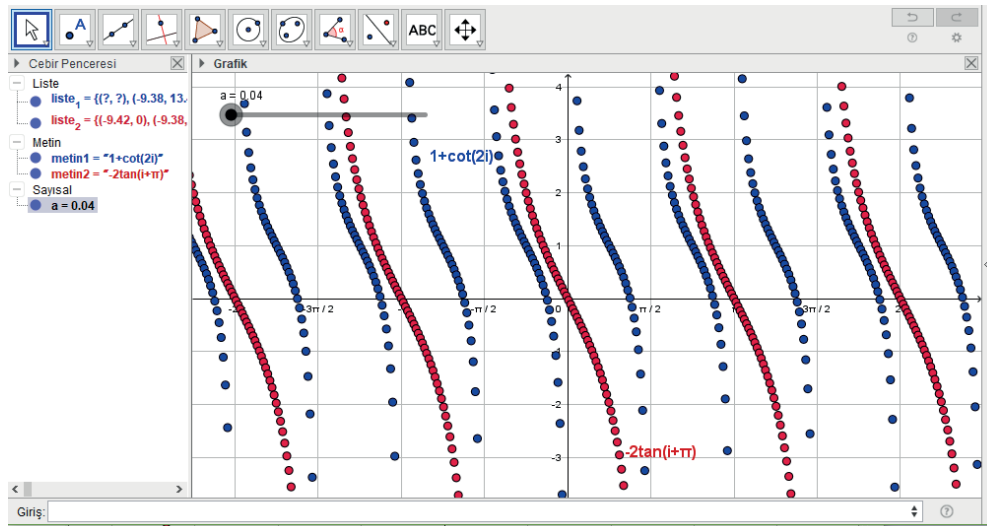 A
α
ABC
Cebir Penceresi
Grafik
Liste
liste1 = {(?, ?), (-9.38, 13.
liste2 = {(-9.42, 0), (-9.38,
Metin
metin1 = "1+cot(2i)"
metin2 = "-2tan(i+π)"
Sayısal
a = 0.04
a = 0.04
1+cot(2i)
-2tan(i+π)
4
3
2
1
0
-2
-3
-3π / 2
-π / 2
π / 2
π
3π / 2
Giriş: